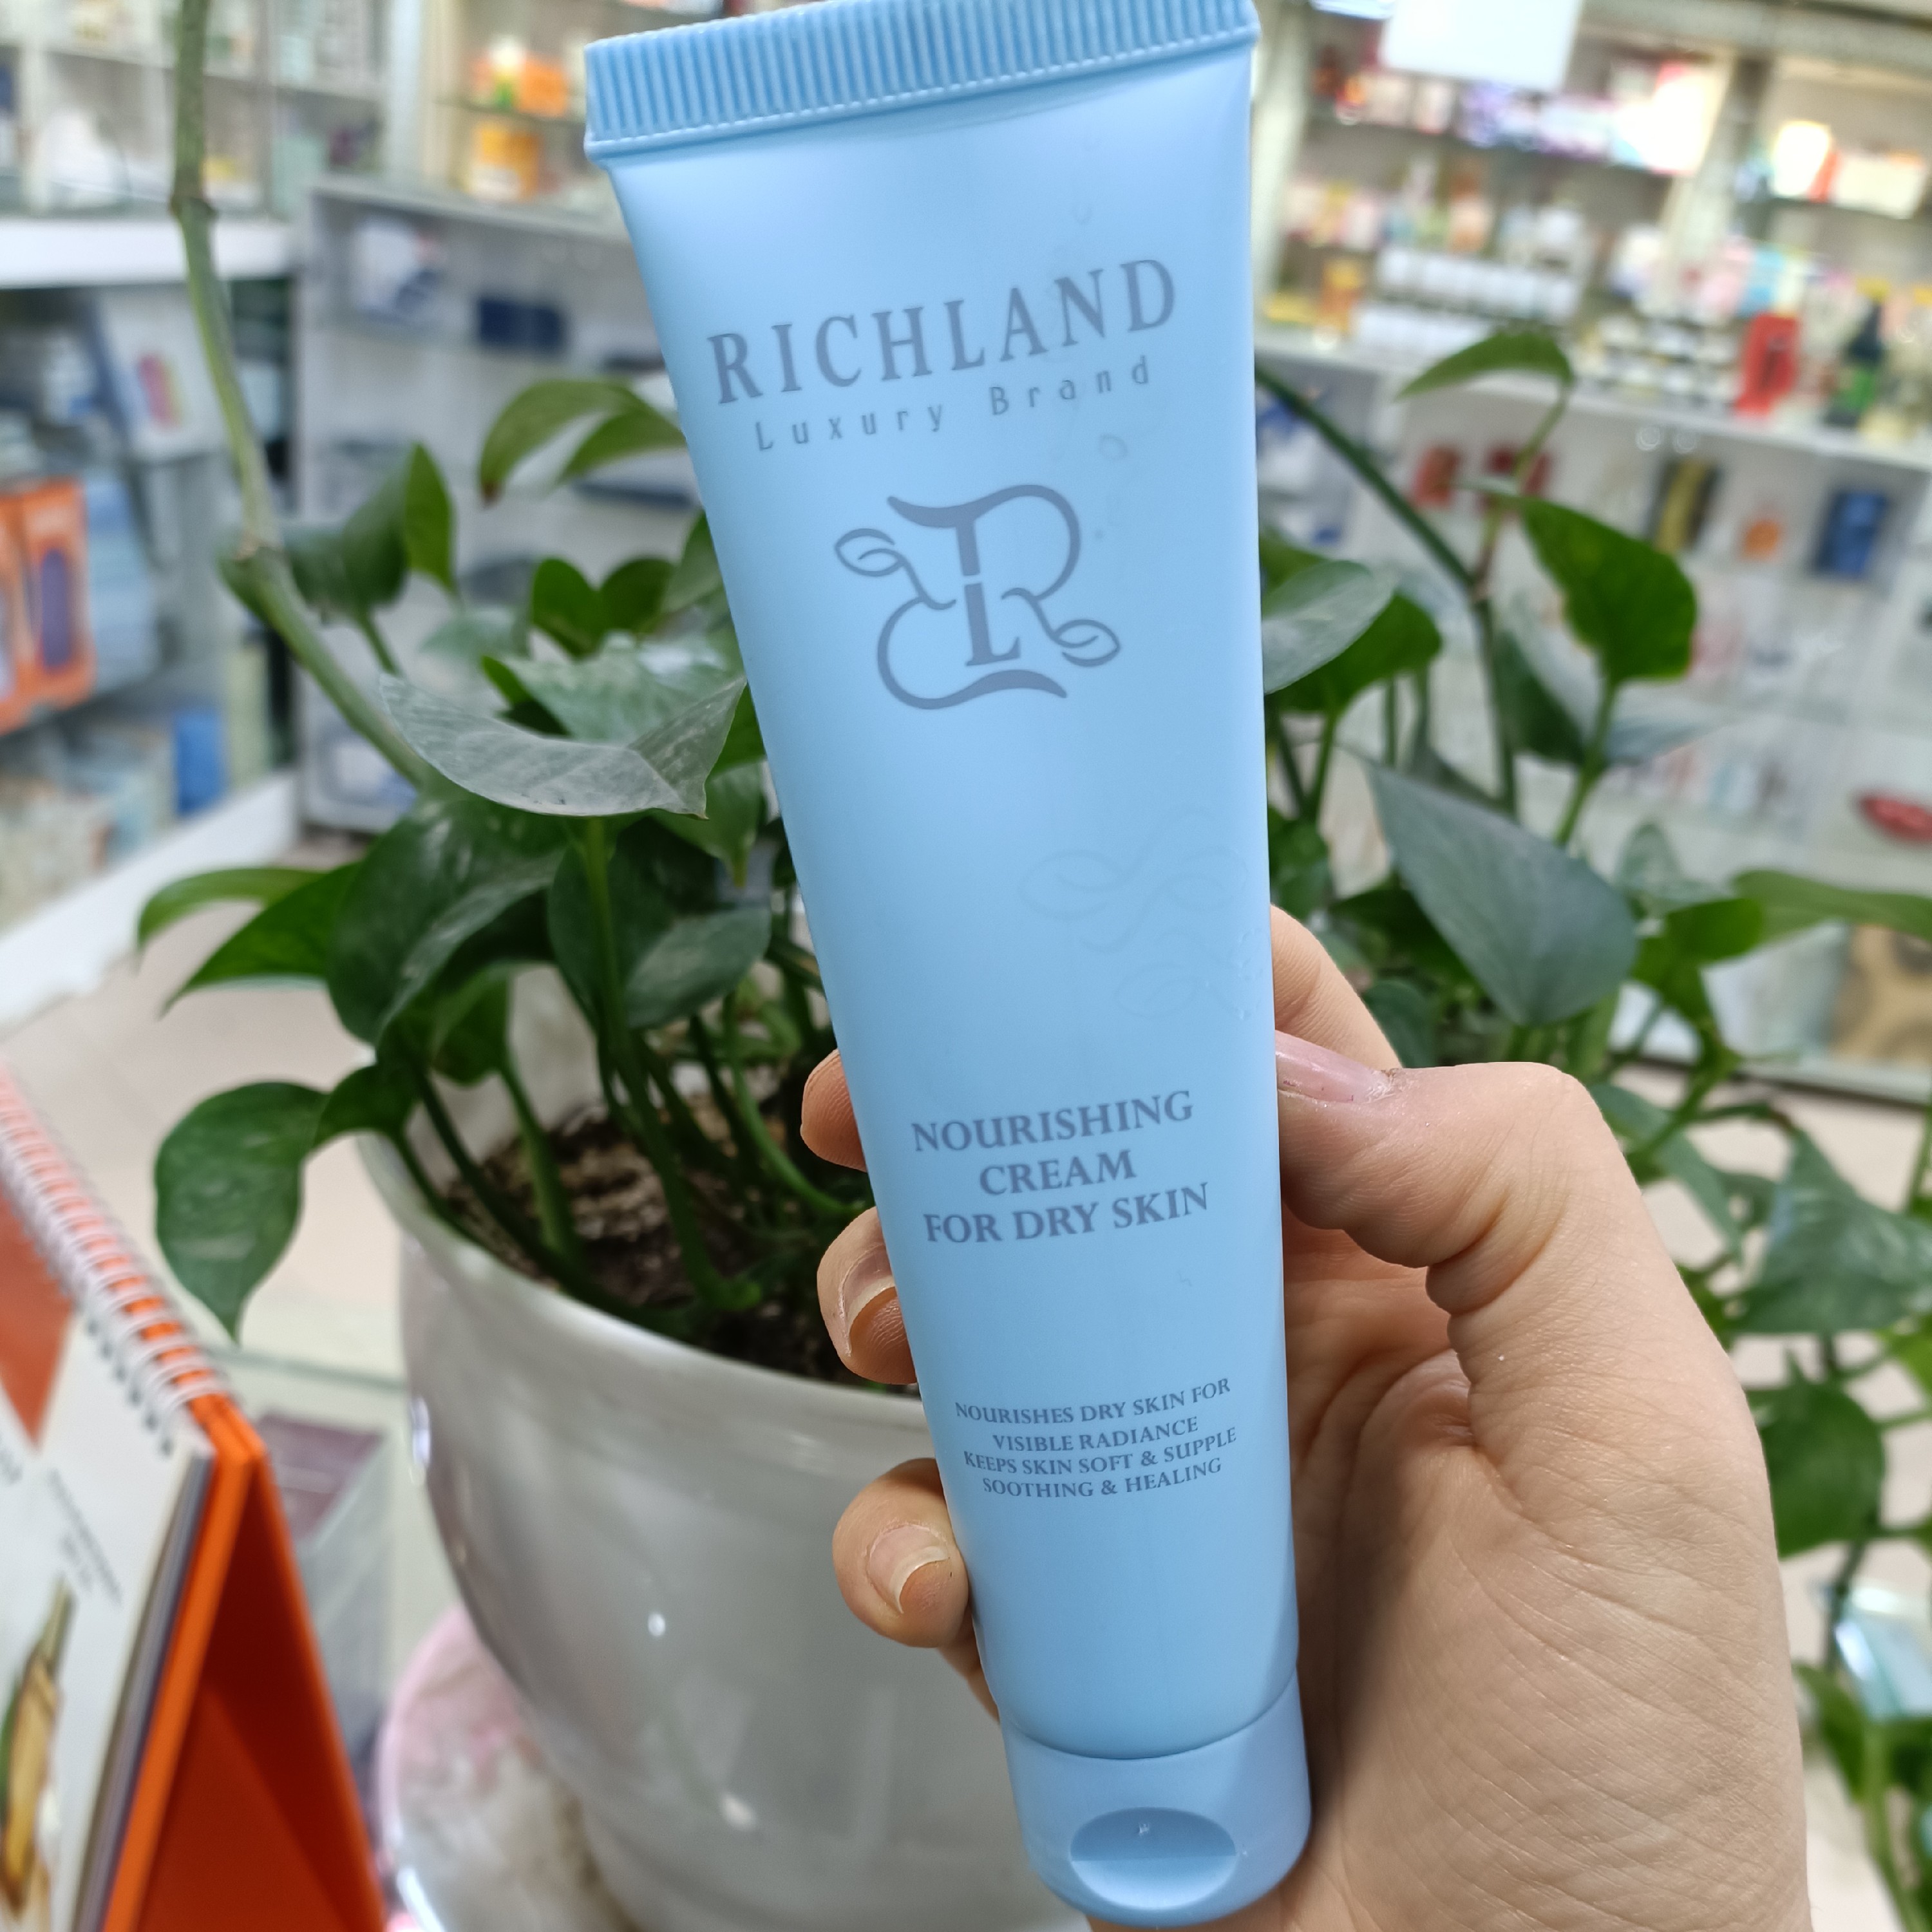 RICHLAND
Luxury Brand
NOURISHING
CREAM
FOR DRY SKIN
NOURISHES DRY SKIN FOR
VISIBLE RADIANCE
KEEPS SKIN SOFT & SUPPLE
SOOTHING & HEALING